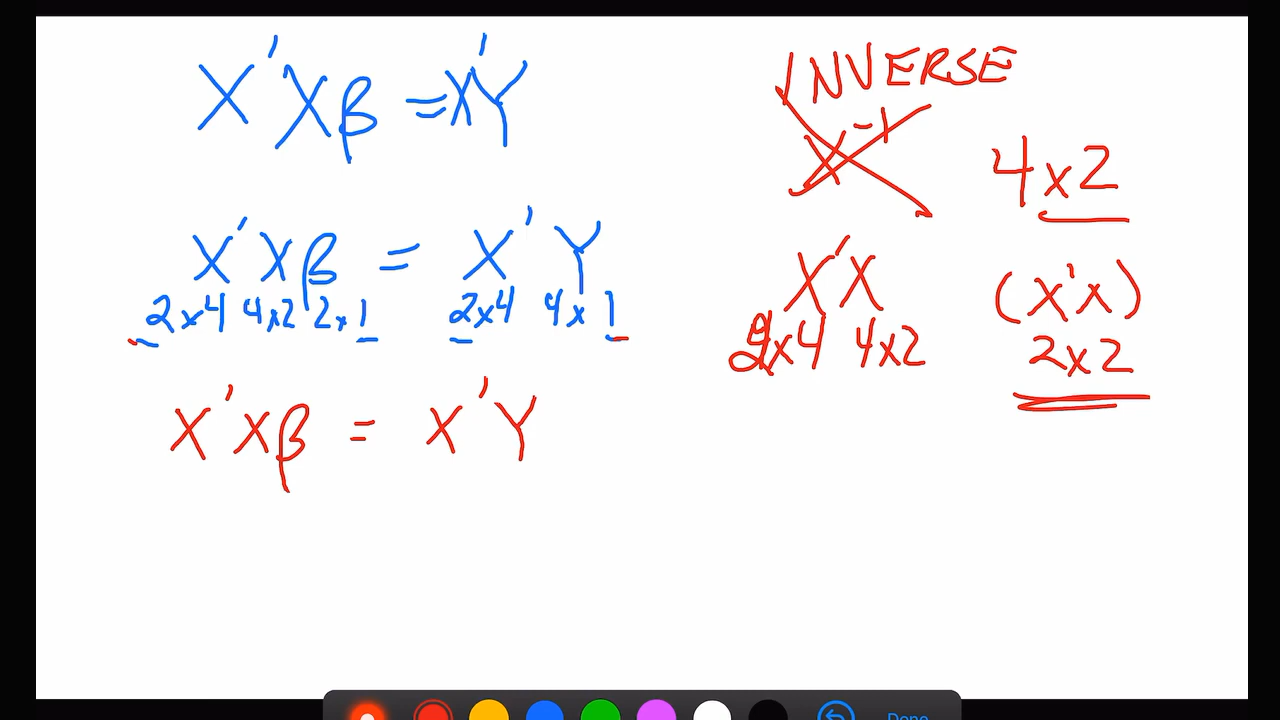 X'Xβ = X'Y
X'Xβ = X'Y
2x4 4x2 2x1 2x4 4x1
X'Xβ = X'Y
INVERSE
X⁻¹
4x2
X'X
2x4 4x2
(X'X)
2x2
Done